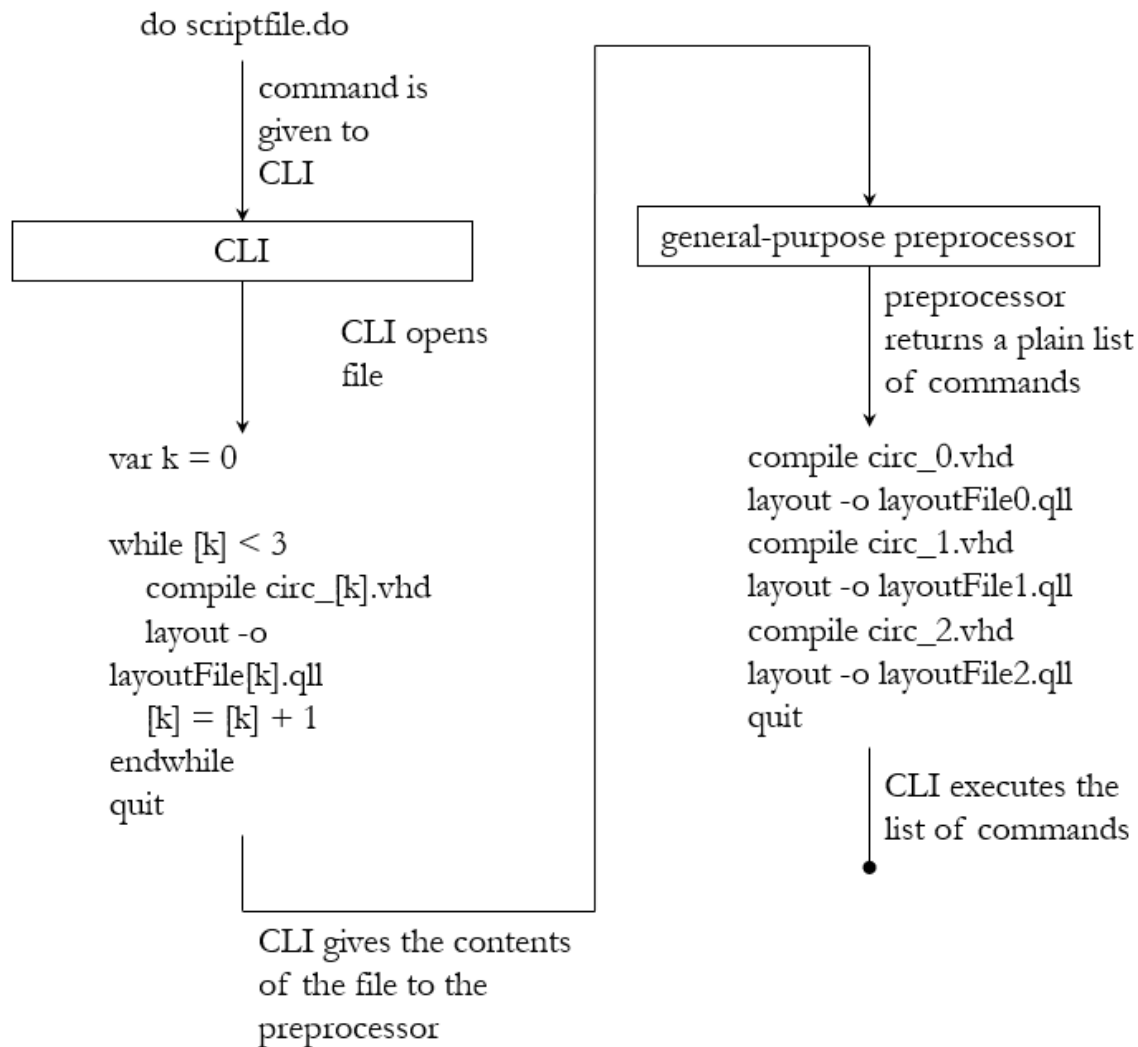 do scriptfile.do
command is
given to
CLI
CLI
CLI opens
file
var k = 0
while [k] < 3
compile circ_[k].vhd
layout -o
layoutFile[k].qll
[k] = [k] + 1
endwhile
quit
CLI gives the contents
of the file to the
preprocessor
general-purpose preprocessor
preprocessor
returns a plain list
of commands
compile circ_0.vhd
layout -o layoutFile0.qll
compile circ_1.vhd
layout -o layoutFile1.qll
compile circ_2.vhd
layout -o layoutFile2.qll
quit
CLI executes the
list of commands